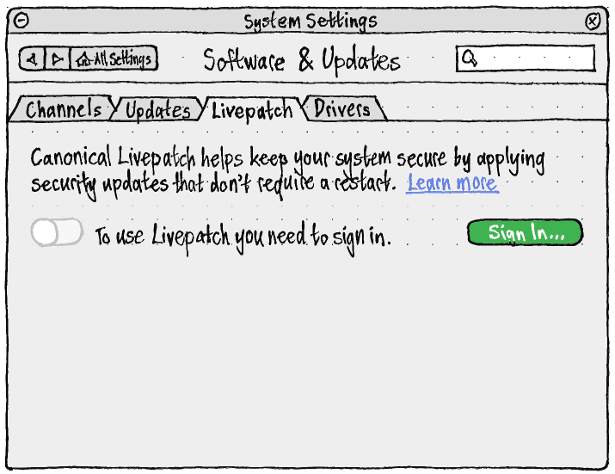 System Settings
All Settings
Software & Updates
Channels
Updates
Livepatch
Drivers
Canonical Livepatch helps keep your system secure by applying
security updates that don't require a restart. Learn more
To use Livepatch you need to sign in.
Sign In...